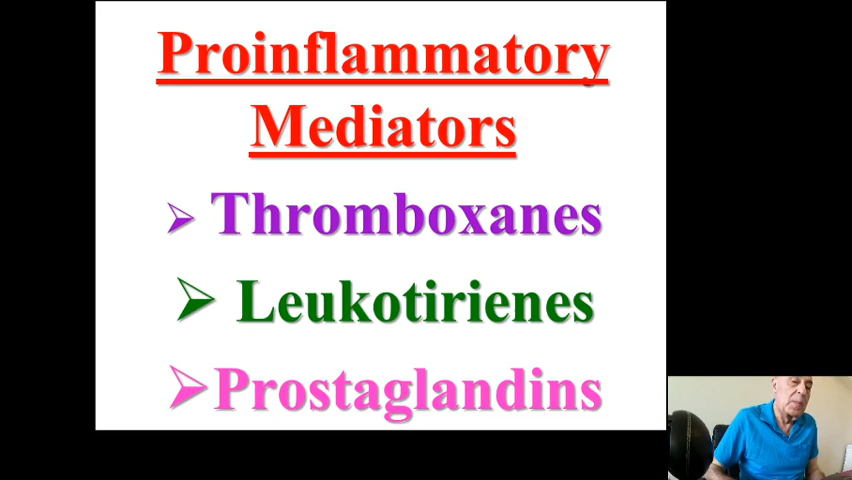 Proinflammatory
Mediators
➢ Thromboxanes
➢ Leukotirienes
➢Prostaglandins